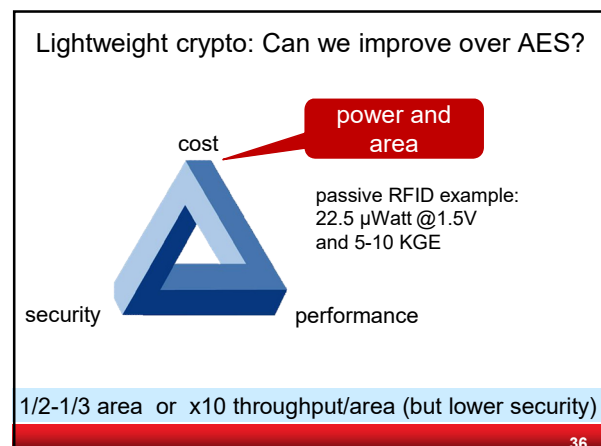 Lightweight crypto: Can we improve over AES?
power and
area
cost
passive RFID example:
22.5 µWatt @1.5V
and 5-10 KGE
security
performance
1/2-1/3 area or x10 throughput/area (but lower security)
36